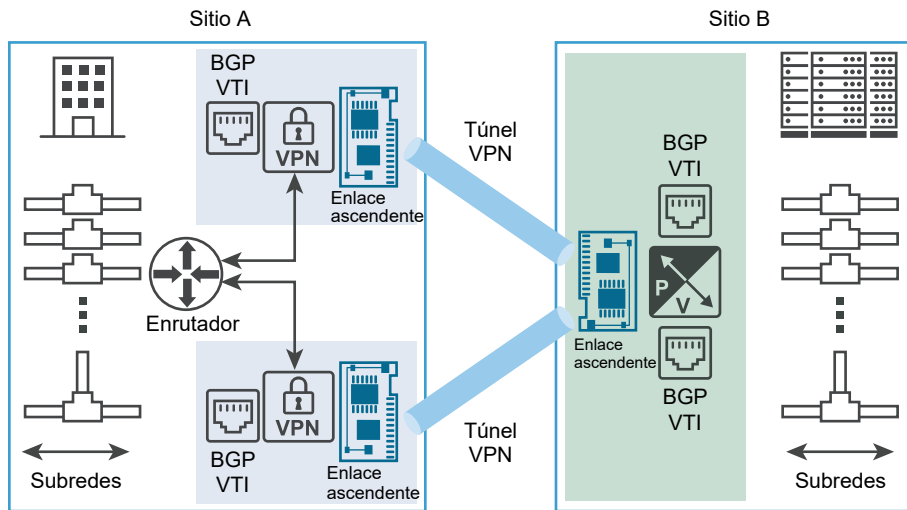 Sitio A
Sitio B
BGP
VTI
VPN
Enlace
ascendente
Túnel
VPN
BGP
VTI
Enrutador
P
V
Enlace
ascendente
BGP
VTI
VPN
BGP
VTI
Enlace
ascendente
Túnel
VPN
Subredes
Subredes